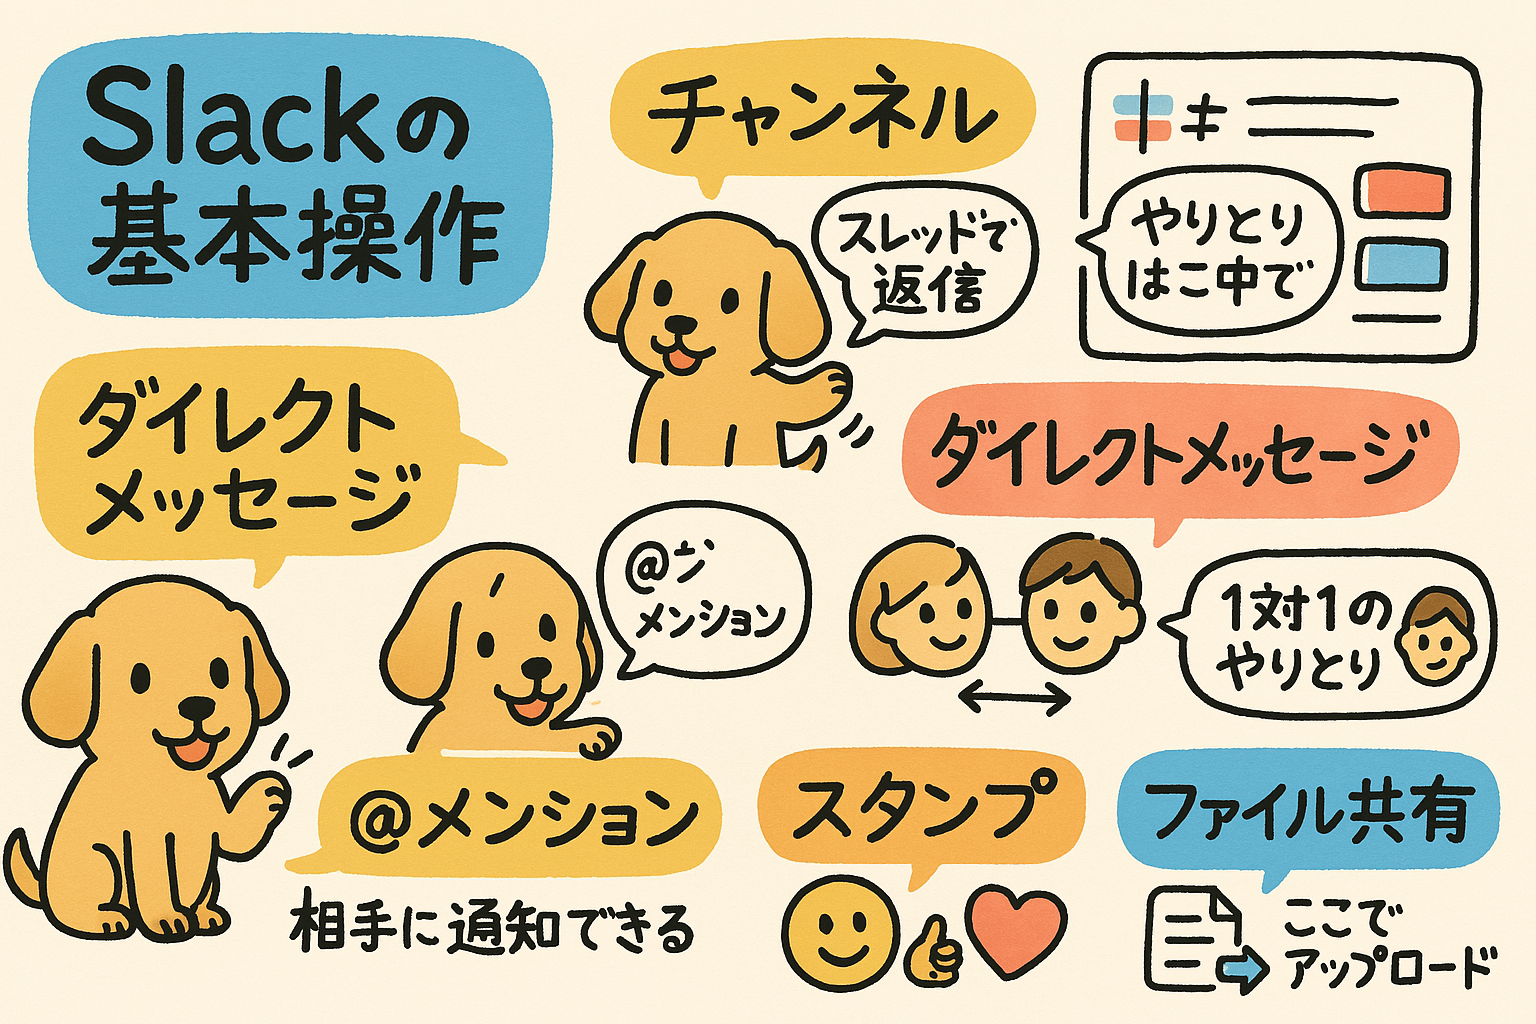 Slackの
基本操作
チャンネル
スレッドで
返信
やりとり
はこ中で
ダイレクト
メッセージ
ダイレクトメッセージ
@
メンション
1対1の
やりとり
@メンション
相手に通知できる
スタンプ
ファイル共有
ここで
アップロード